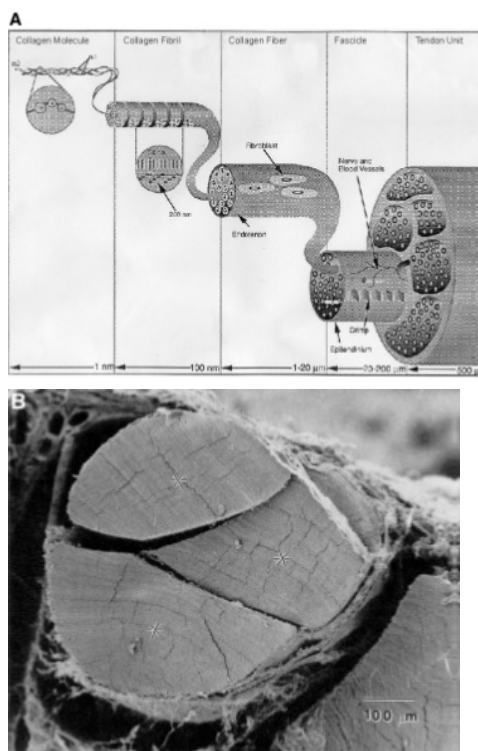 A
Collagen Molecule
Collagen Fibril
Collagen Fiber
Fascicle
Tendon Unit
Fibroblast
Nerve and
Blood Vessels
200 nm
Endotenon
Crimp
1 nm
100 nm
1-20 µm
20-200 µm
500 µ
B
100 µm